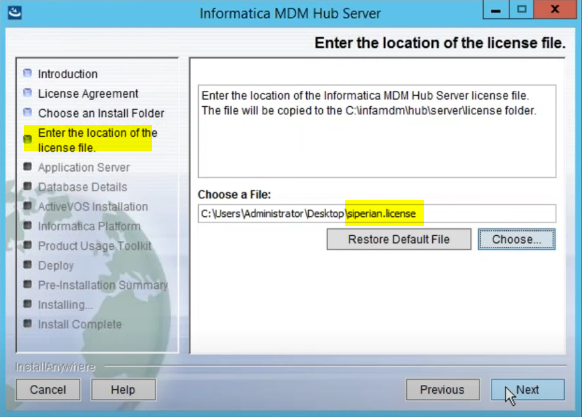 Informatica MDM Hub Server
Enter the location of the license file.
Introduction
License Agreement
Choose an Install Folder
Enter the location of the
license file.
Application Server
Database Details
ActiveVOS Installation
Informatica Platform
Product Usage Toolkit
Deploy
Pre-Installation Summary
Installing...
Install Complete
Enter the location of the Informatica MDM Hub Server license file.
The file will be copied to the C:\infamdm\hub\server\license folder.
Choose a File:
C:\Users\Administrator\Desktop\siperian.license
Restore Default File
Choose...
InstallAnywhere
Cancel
Help
Previous
Next